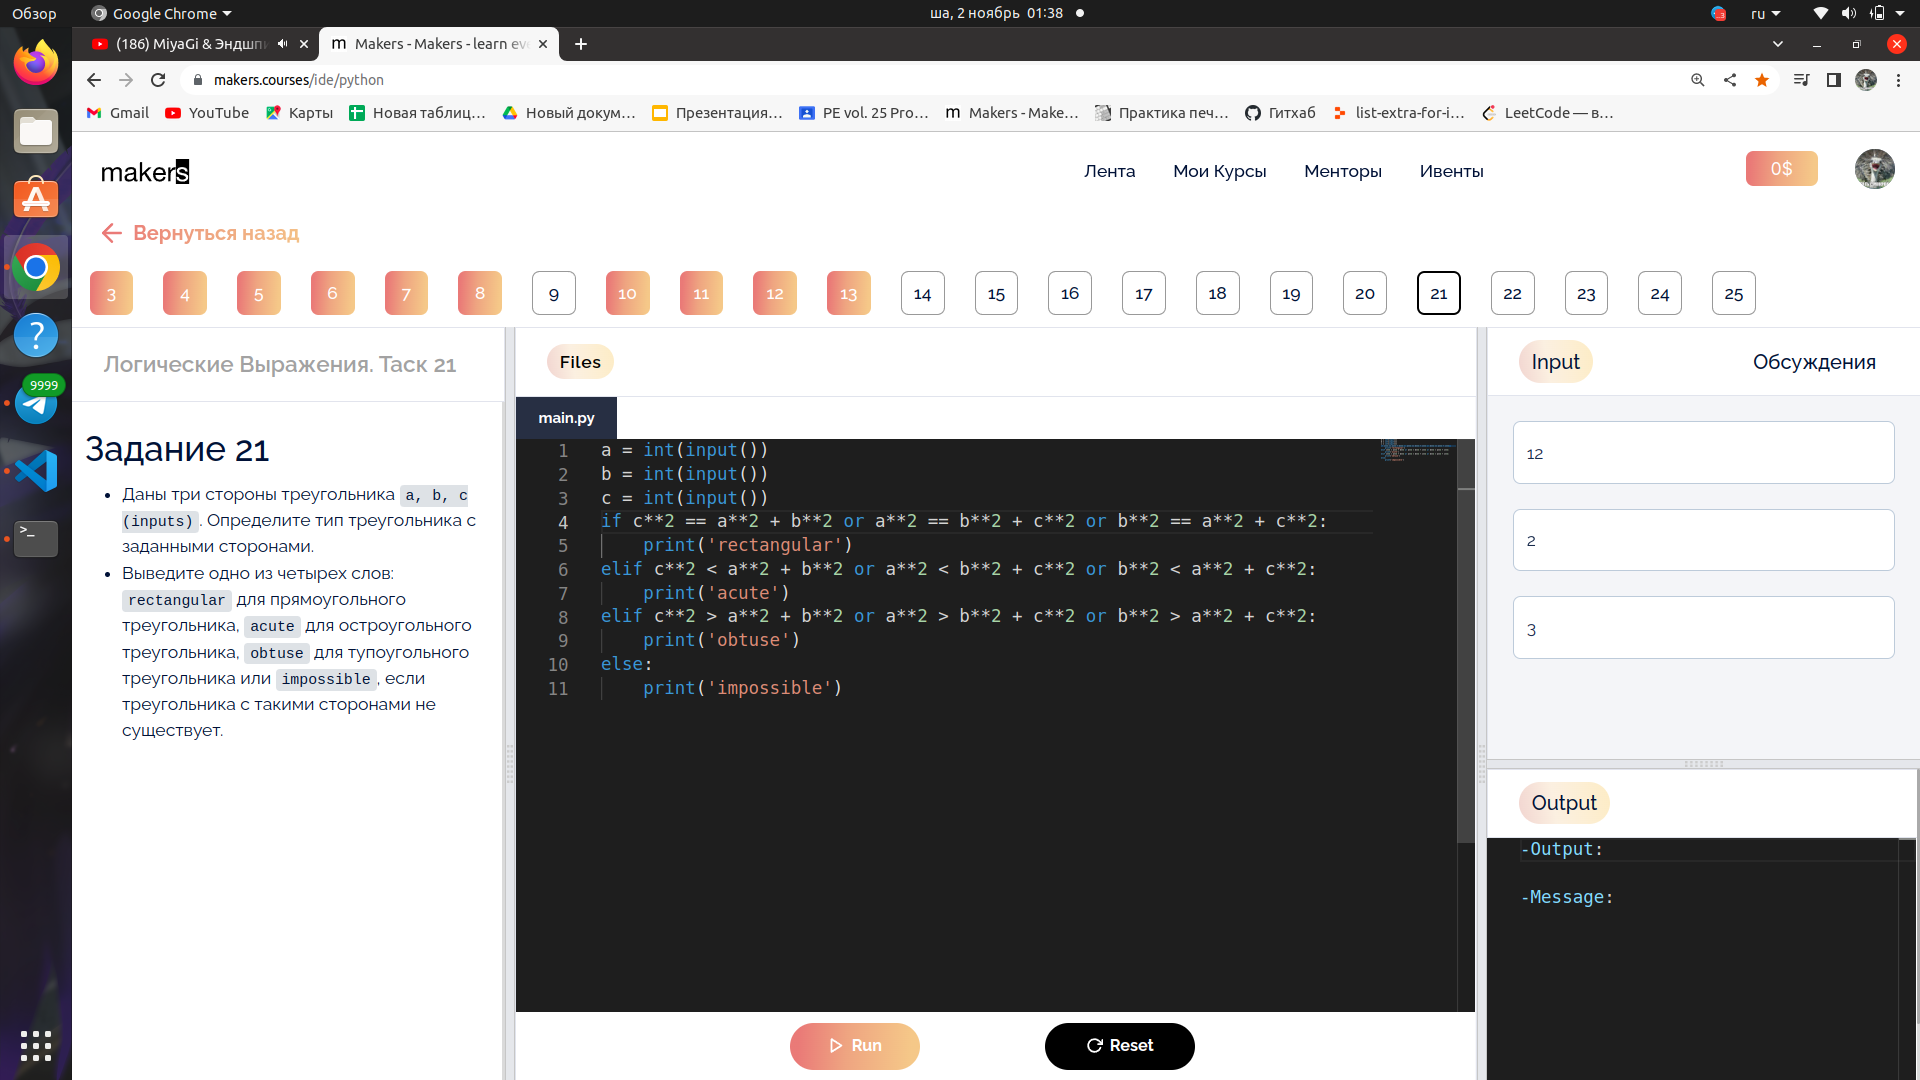 Обзор
Google Chrome
ша, 2 ноябрь 01:38
ru
(186) MiyaGi & Эндшпи
Makers - Makers - learn eve
makers.courses/ide/python
Gmail
YouTube
Карты
Новая таблиц...
Новый докум...
Презентация...
PE vol. 25 Pro...
Makers - Make...
Практика печ...
Гитхаб
list-extra-for-i...
LeetCode — в...
makers
Лента
Мои Курсы
Менторы
Ивенты
0$
Вернуться назад
3 4 5 6 7 8 9 10 11 12 13 14 15 16 17 18 19 20 21 22 23 24 25
9999
Логические Выражения. Таск 21
Задание 21
• Даны три стороны треугольника a, b, c
(inputs). Определите тип треугольника с
заданными сторонами.
• Выведите одно из четырех слов:
rectangular для прямоугольного
треугольника, acute для остроугольного
треугольника, obtuse для тупоугольного
треугольника или impossible, если
треугольника с такими сторонами не
существует.
Files
main.py
1 a = int(input())
2 b = int(input())
3 c = int(input())
4 if c**2 == a**2 + b**2 or a**2 == b**2 + c**2 or b**2 == a**2 + c**2:
5     print('rectangular')
6 elif c**2 < a**2 + b**2 or a**2 < b**2 + c**2 or b**2 < a**2 + c**2:
7     print('acute')
8 elif c**2 > a**2 + b**2 or a**2 > b**2 + c**2 or b**2 > a**2 + c**2:
9     print('obtuse')
10 else:
11     print('impossible')
Run
Reset
Input
Обсуждения
12
2
3
Output
-Output:
-Message: